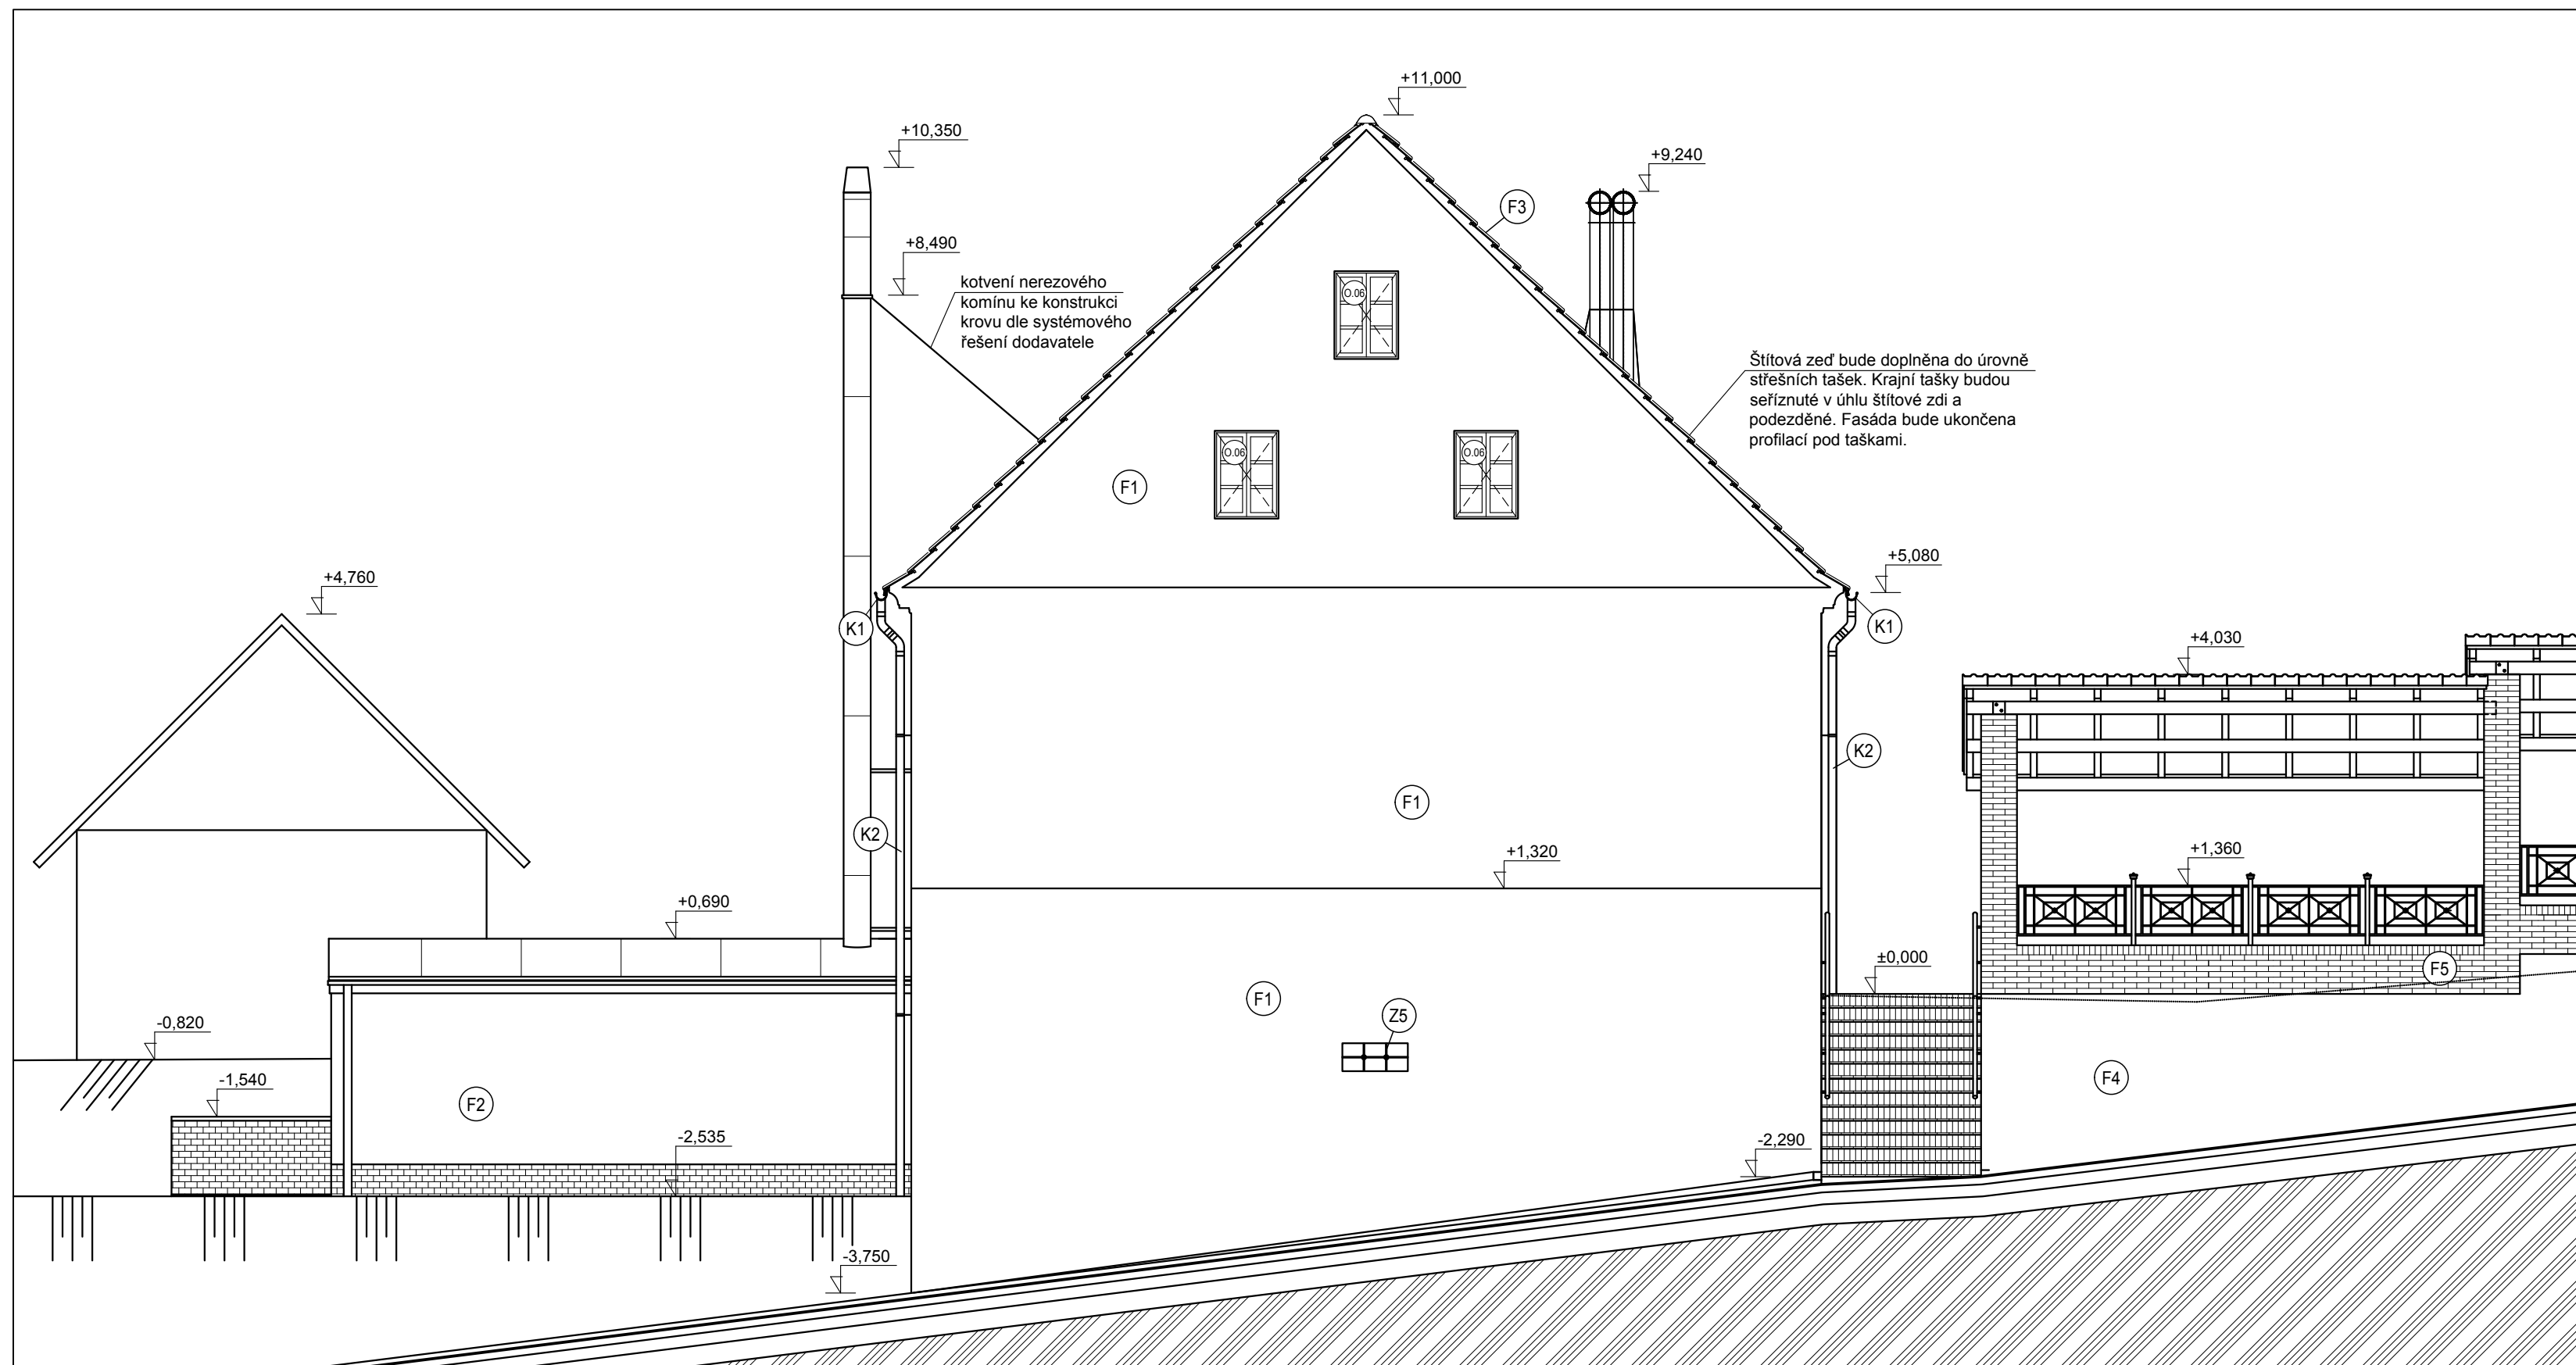 +11,000
+10,350
+9,240
F3
+8,490
kotvení nerezového
komínu ke konstrukci
krovu dle systémového
řešení dodavatele
O.06
Štítová zeď bude doplněna do úrovně
střešních tašek. Krajní tašky budou
seříznuté v úhlu štítové zdi a
podezděné. Fasáda bude ukončena
profilací pod taškami.
O.06
O.06
F1
+5,080
+4,760
K1
K1
+4,030
K2
F1
K2
+1,320
+1,360
+0,690
±0,000
F5
F1
Z5
-0,820
-1,540
F2
F4
-2,535
-2,290
-3,750